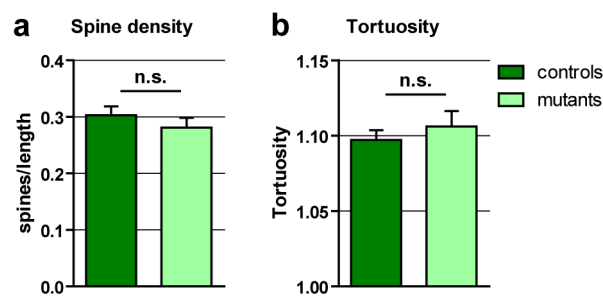 a Spine density
spines/length
0.4
0.3
0.2
0.1
0.0
n.s.
b Tortuosity
Tortuosity
1.15
1.10
1.05
1.00
n.s.
controls
mutants